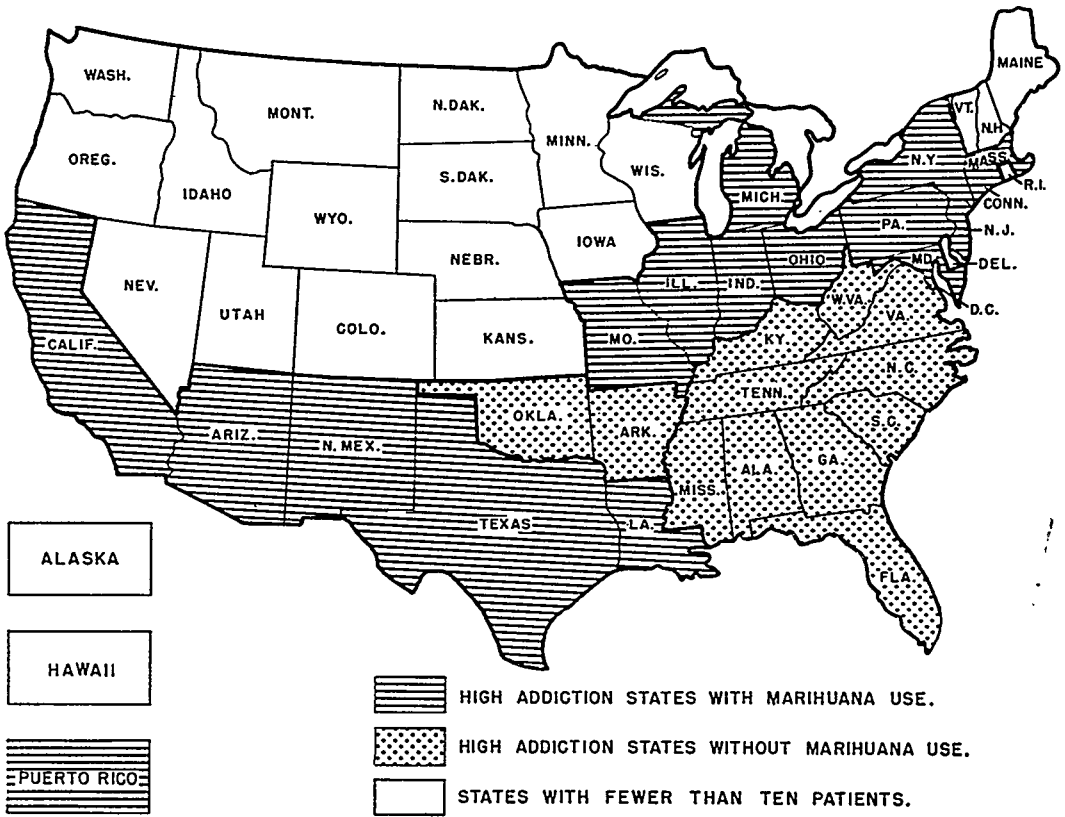 WASH.
MONT.
N.DAK.
MINN.
MAINE
VT.
N.H
OREG.
IDAHO
S.DAK.
WIS.
N.Y.
MASS.
R.I.
CONN.
WYO.
MICH.
IOWA
PA.
N.J.
NEBR.
OHIO
MD.
DEL.
NEV.
UTAH
COLO.
ILL.
IND.
W.VA.
VA.
D.C.
CALIF.
KANS.
MO.
KY.
N.C.
ARIZ.
N. MEX.
OKLA.
ARK.
TENN.
S.C.
MISS.
ALA.
GA.
TEXAS
LA.
FLA.
ALASKA
HAWAII
PUERTO RICO
HIGH ADDICTION STATES WITH MARIHUANA USE.
HIGH ADDICTION STATES WITHOUT MARIHUANA USE.
STATES WITH FEWER THAN TEN PATIENTS.